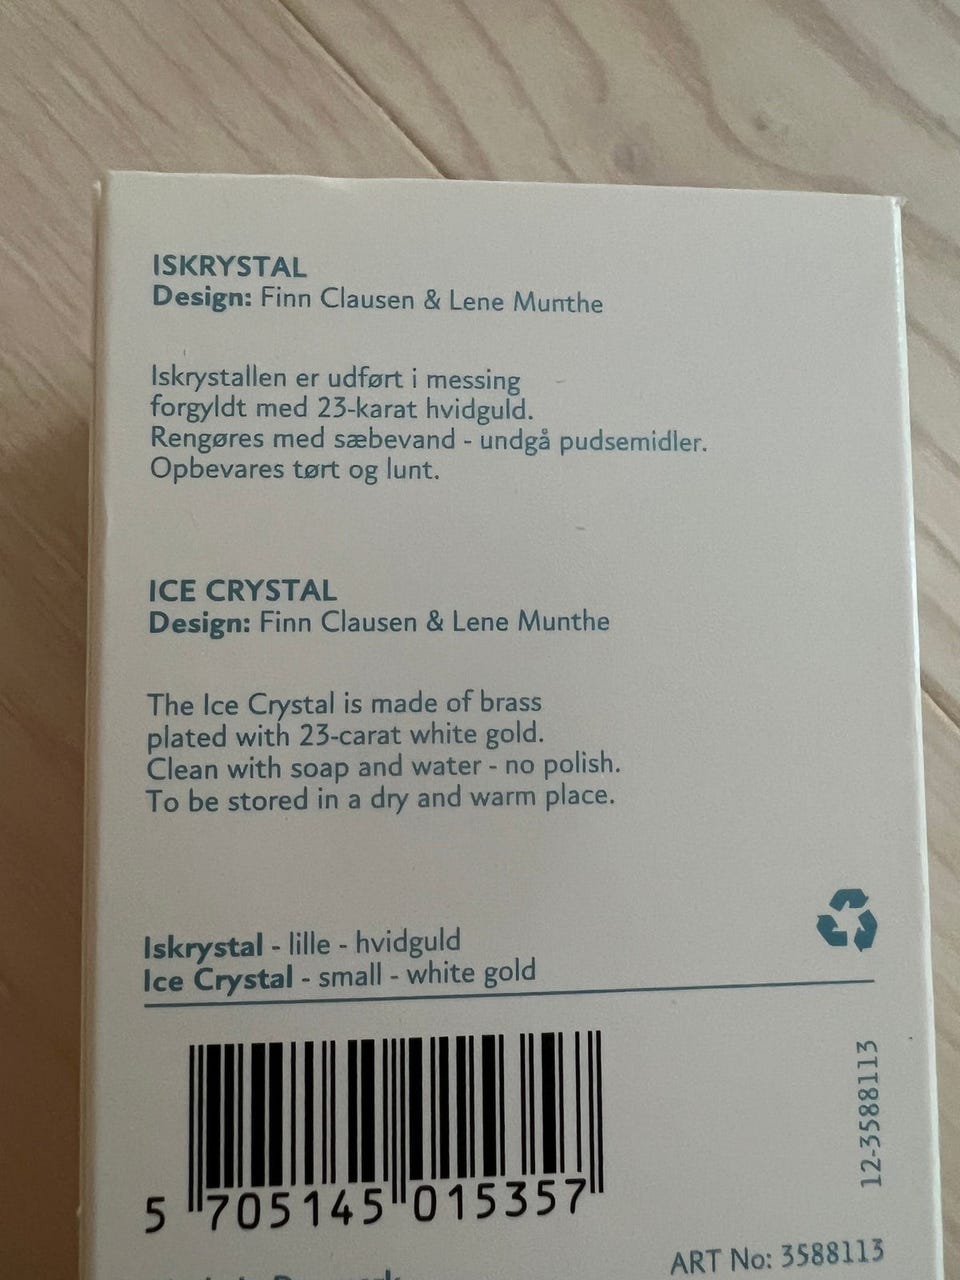 ISKRYSTAL
Design: Finn Clausen & Lene Munthe
Iskrystallen er udført i messing
forgyldt med 23-karat hvidguld.
Rengøres med sæbevand - undgå pudsemidler.
Opbevares tørt og lunt.
ICE CRYSTAL
Design: Finn Clausen & Lene Munthe
The Ice Crystal is made of brass
plated with 23-carat white gold.
Clean with soap and water - no polish.
To be stored in a dry and warm place.
Iskrystal - lille - hvidguld
Ice Crystal - small - white gold
12-3588113
5 705145 015357
ART No: 3588113